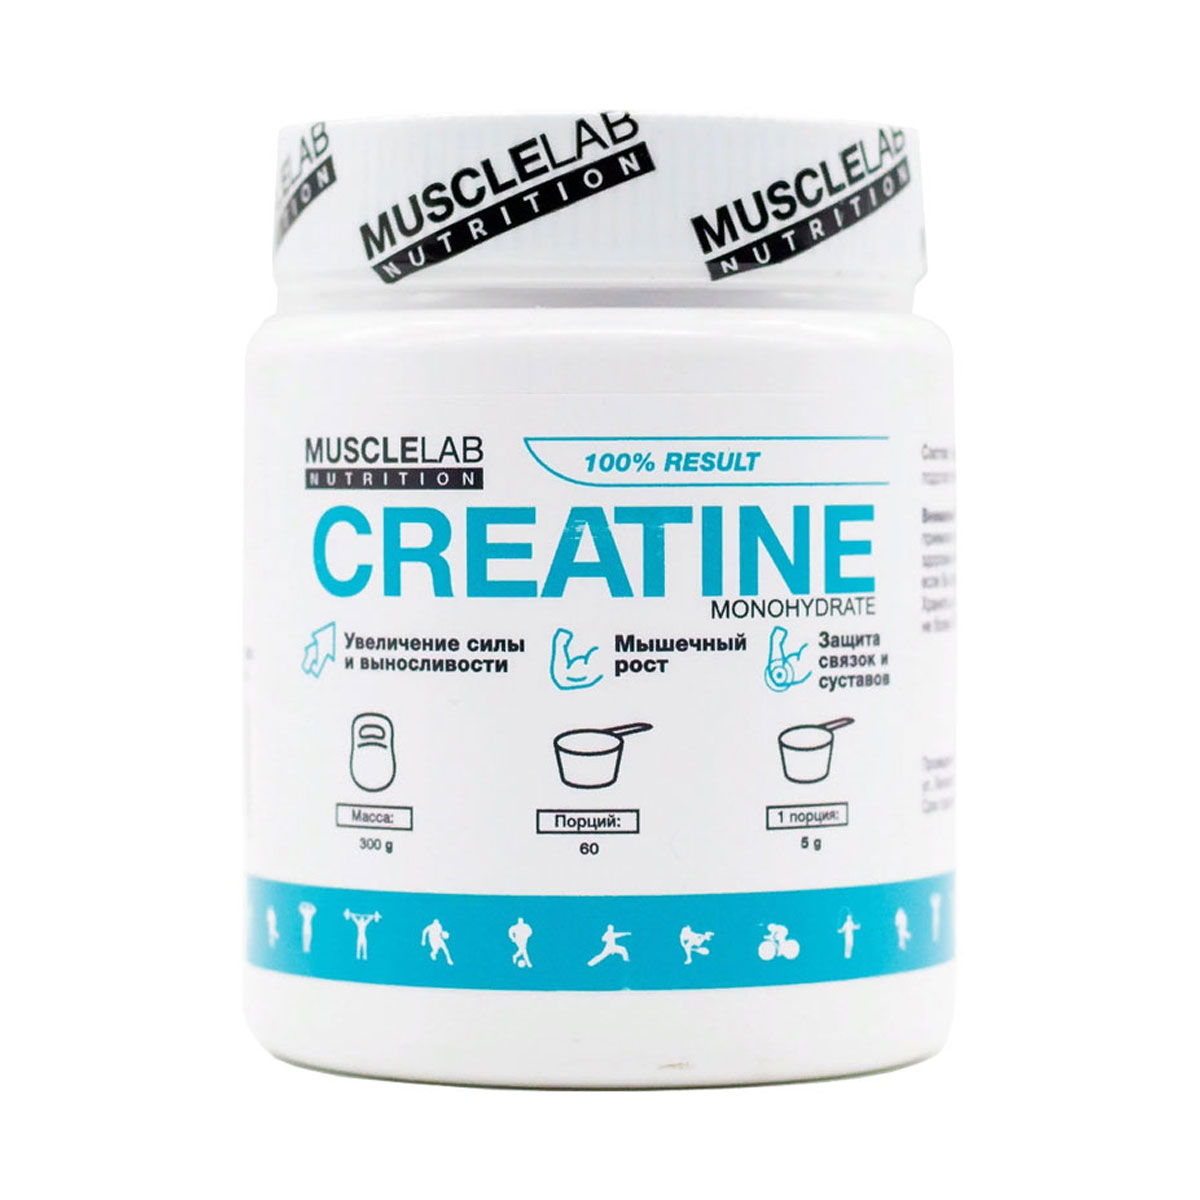 MUSCLELAB
NUTRITION
MUSCLELAB
NUTRITION
MUSCLELAB
NUTRITION
100% RESULT
CREATINE
MONOHYDRATE
Увеличение силы
и выносливости
Мышечный
рост
Защита
связок и
суставов
Масса:
300 g
Порций:
60
1 порция:
5 g